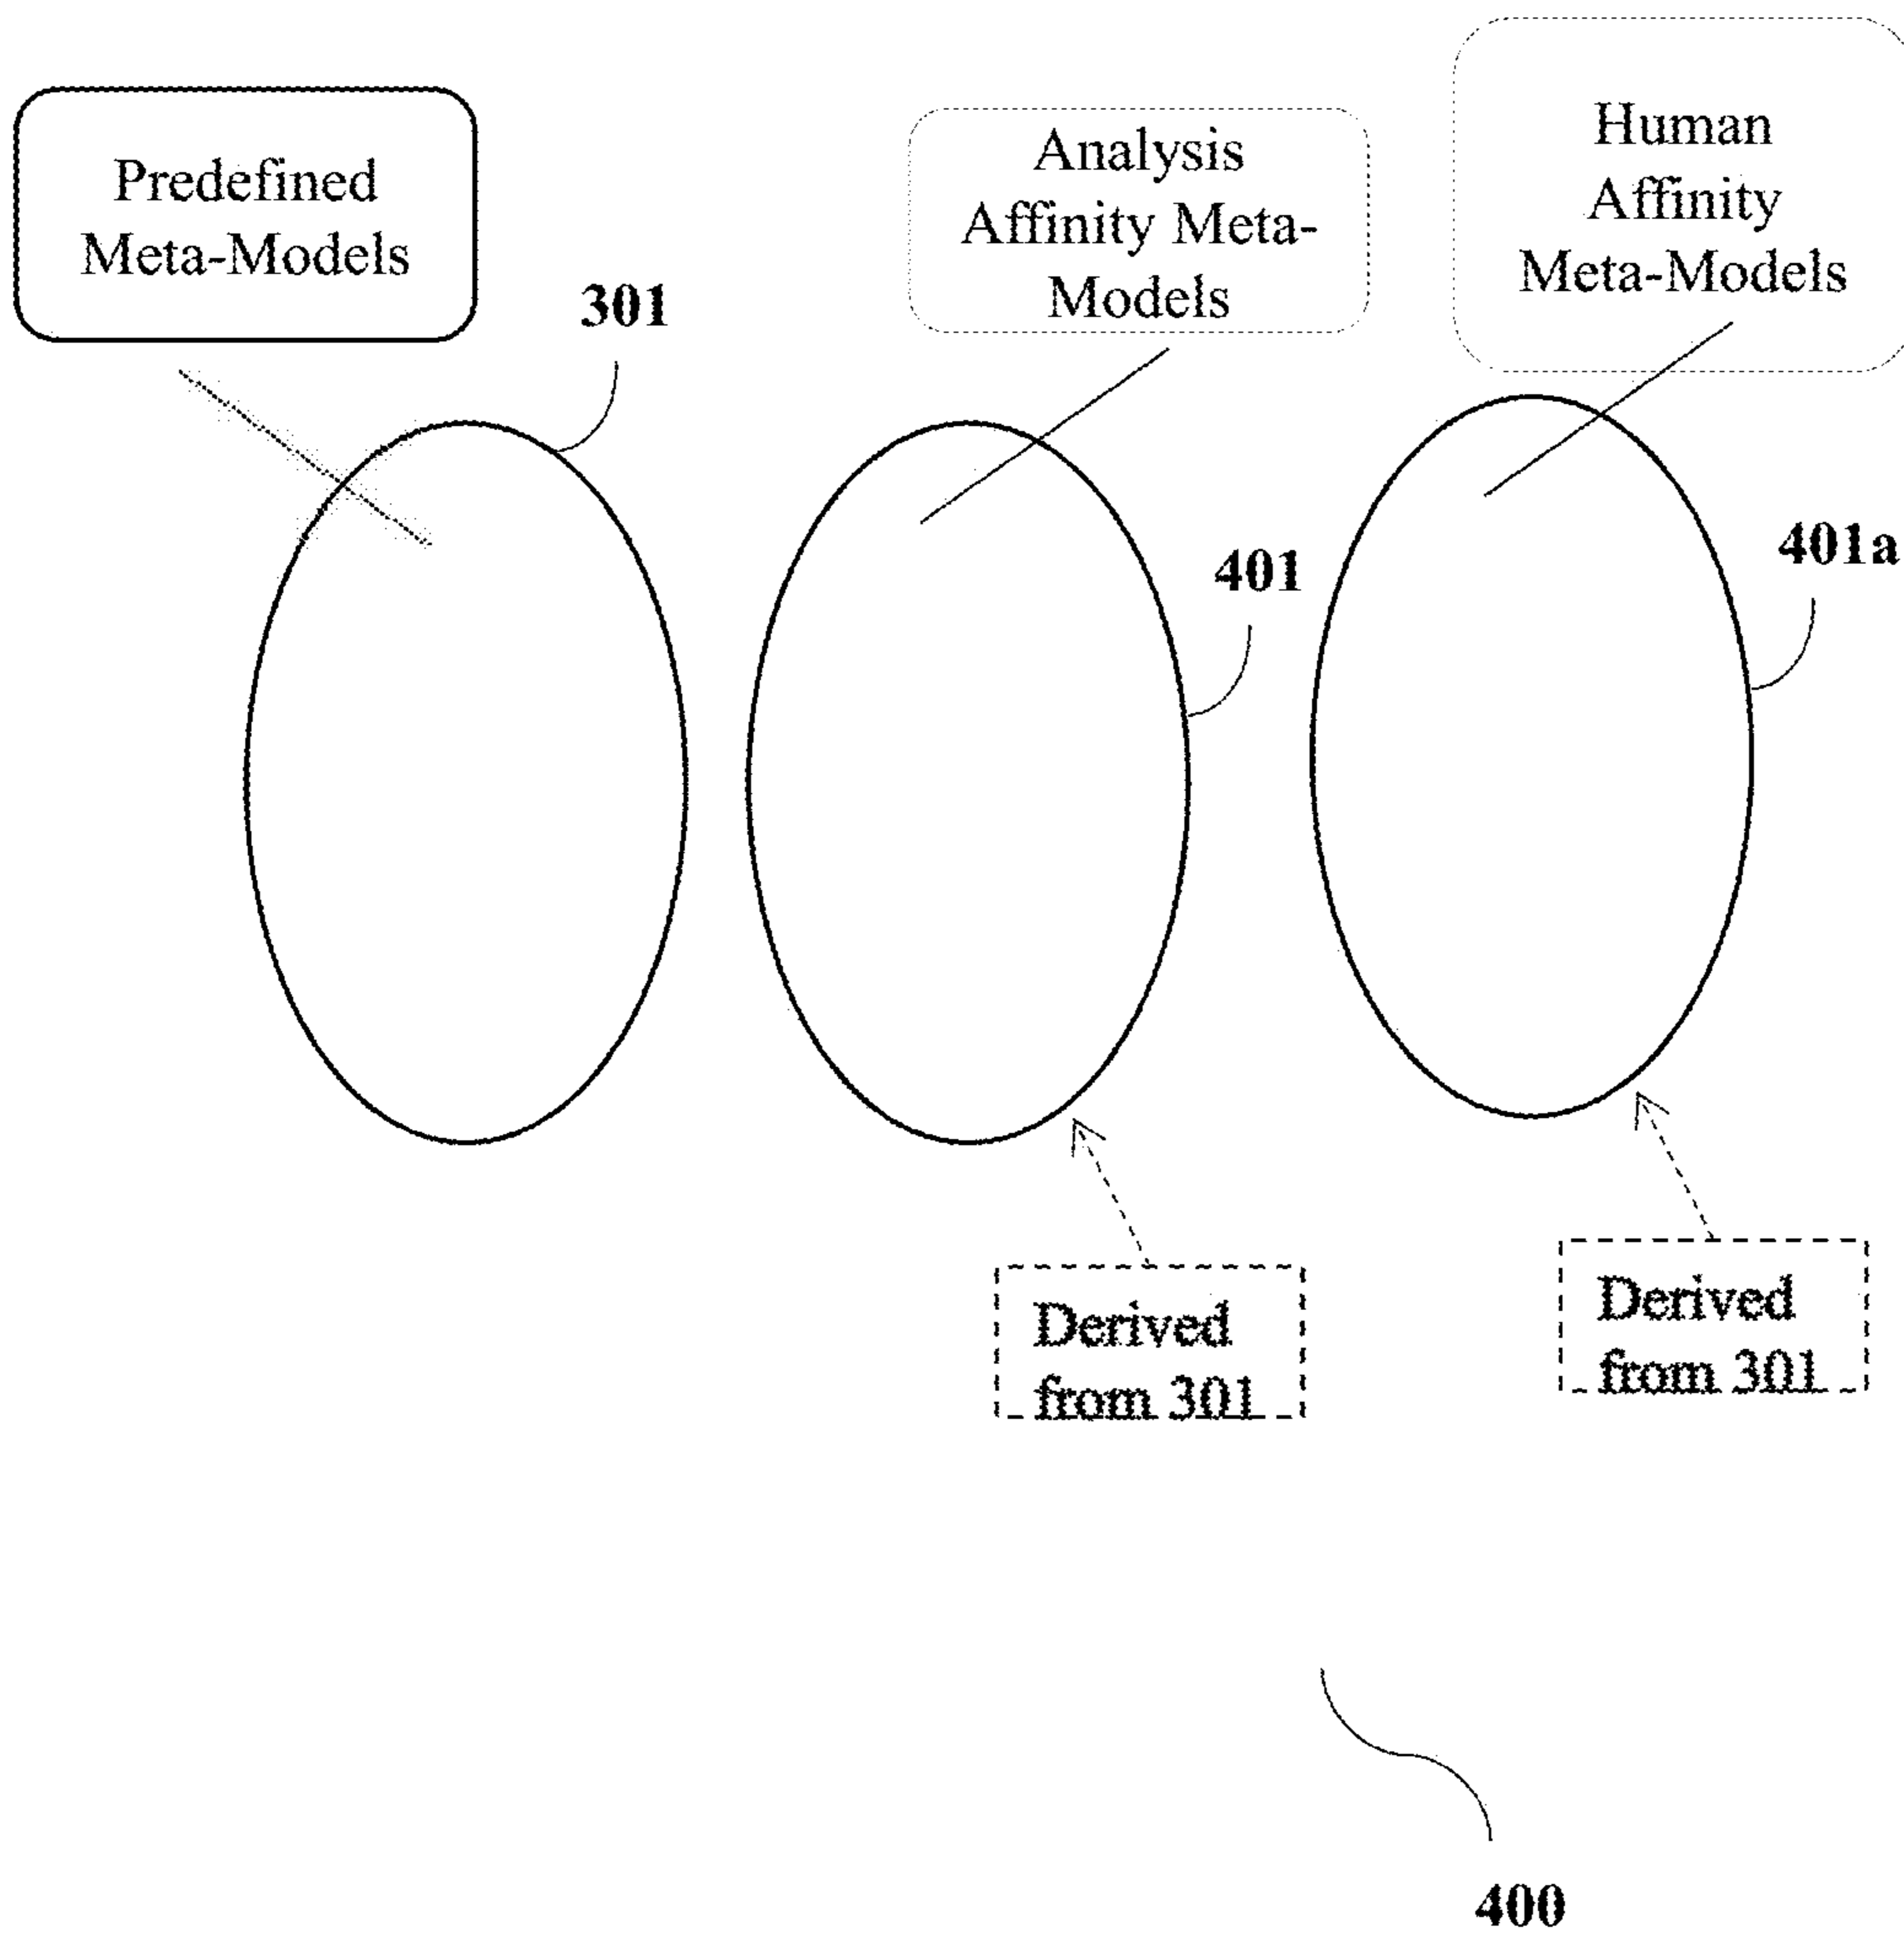 Predefined
Meta-Models
301
Analysis
Affinity Meta-
Models
Human
Affinity
Meta-Models
401
401a
Derived
from 301
Derived
from 301
400